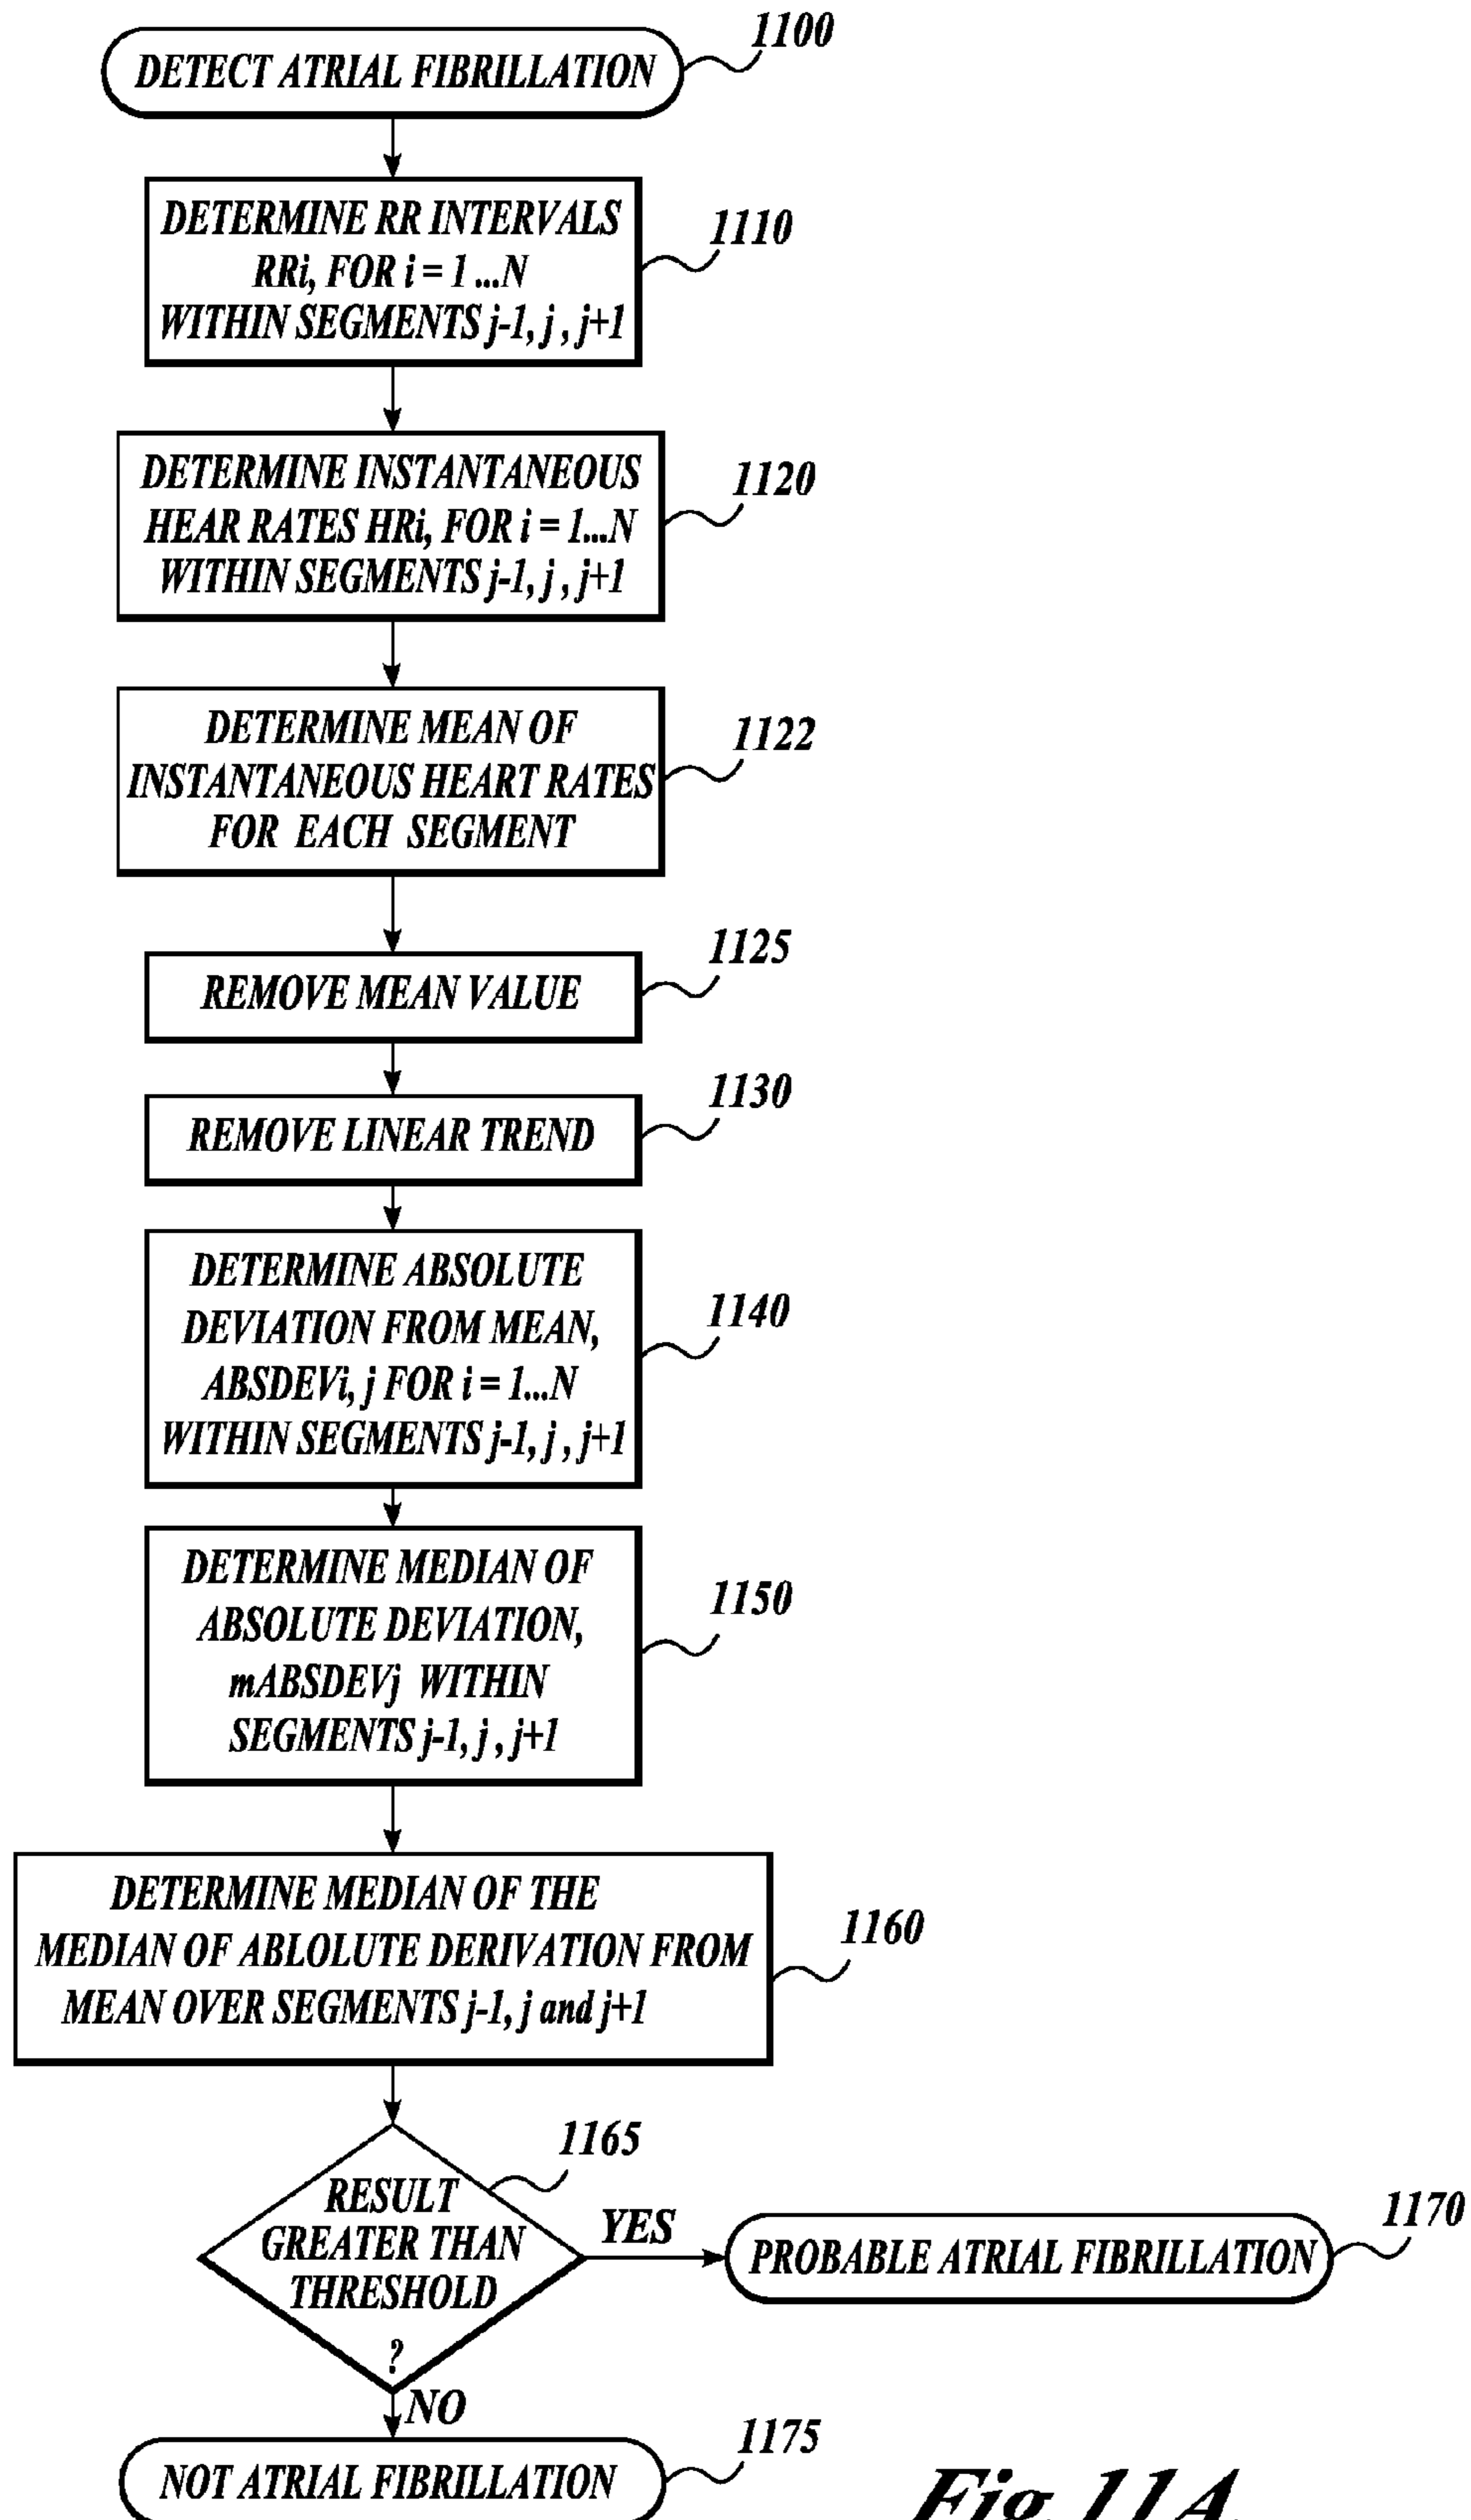 DETECT ATRIAL FIBRILLATION
1100
DETERMINE RR INTERVALS
RRi, FOR i = 1 ...N
WITHIN SEGMENTS j-1, j , j+1
1110
DETERMINE INSTANTANEOUS
HEAR RATES HRi, FOR i = 1...N
WITHIN SEGMENTS j-1, j , j+1
1120
DETERMINE MEAN OF
INSTANTANEOUS HEART RATES
FOR EACH SEGMENT
1122
REMOVE MEAN VALUE
1125
REMOVE LINEAR TREND
1130
DETERMINE ABSOLUTE
DEVIATION FROM MEAN,
ABSDEVi, j FOR i = 1...N
WITHIN SEGMENTS j-1, j , j+1
1140
DETERMINE MEDIAN OF
ABSOLUTE DEVIATION,
mABSDEVj WITHIN
SEGMENTS j-1, j , j+1
1150
DETERMINE MEDIAN OF THE
MEDIAN OF ABLOLUTE DERIVATION FROM
MEAN OVER SEGMENTS j-1, j and j+1
1160
RESULT
GREATER THAN
THRESHOLD
?
1165
YES
PROBABLE ATRIAL FIBRILLATION
1170
NO
NOT ATRIAL FIBRILLATION
1175
Fig.11A